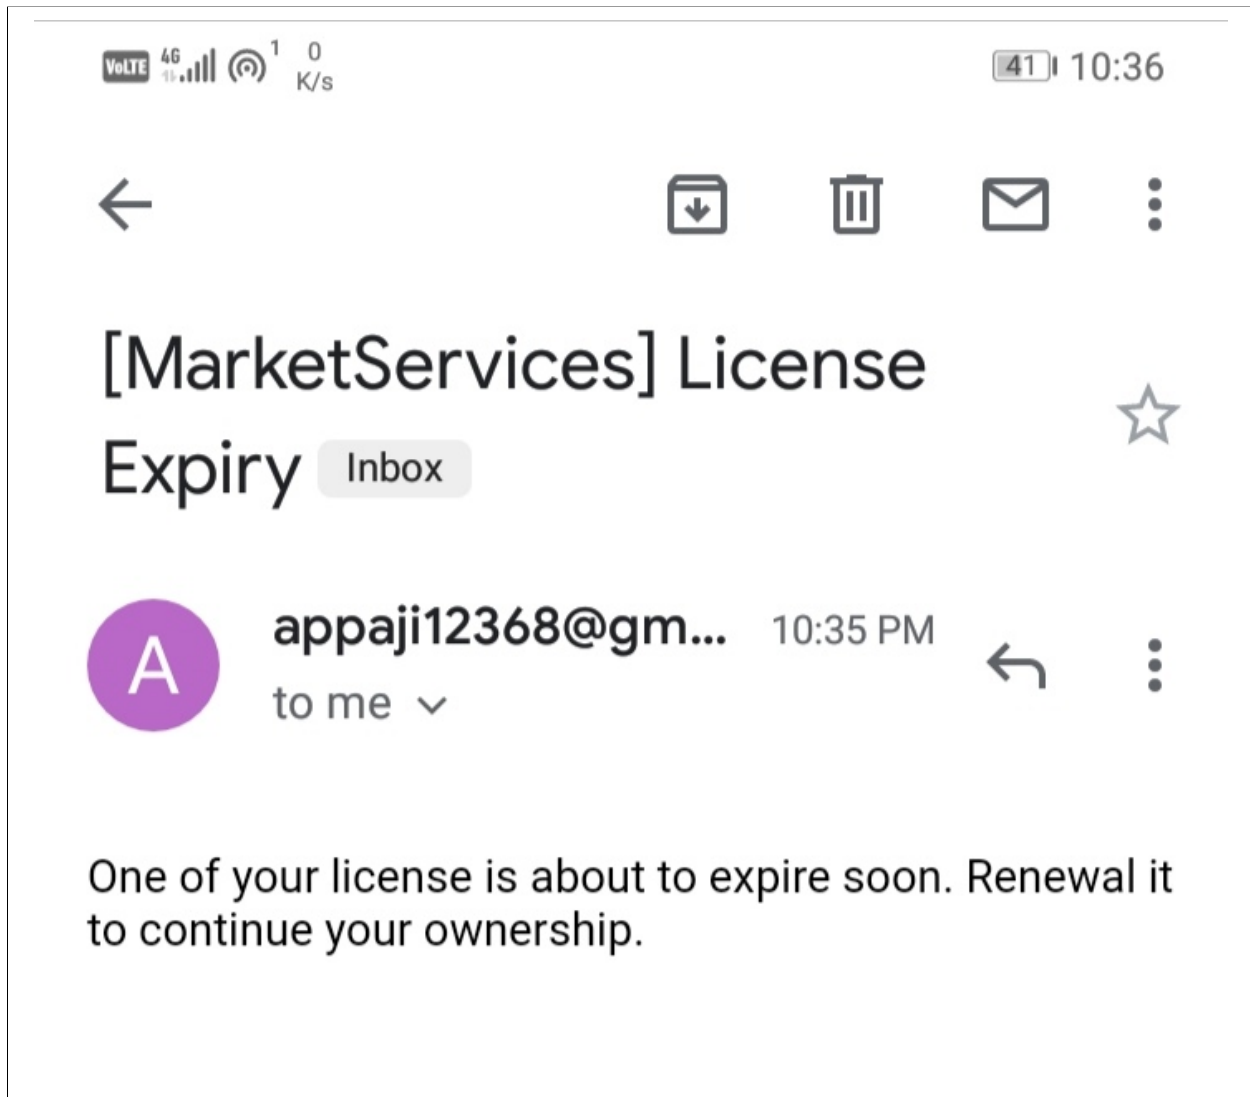 VoLTE 4G 1 0 41 10:36
K/s
[MarketServices] License
Expiry Inbox
A appaji12368@gm... 10:35 PM
to me
One of your license is about to expire soon. Renewal it
to continue your ownership.